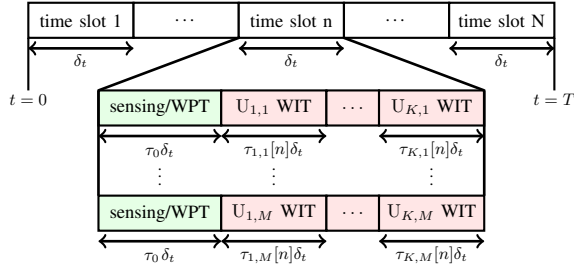 time slot 1 ⋯ time slot n ⋯ time slot N
δ_t δ_t δ_t
t = 0 t = T
sensing/WPT U_{1,1} WIT ⋯ U_{K,1} WIT
τ_0δ_t τ_{1,1}[n]δ_t τ_{K,1}[n]δ_t
⋮ ⋮ ⋮
sensing/WPT U_{1,M} WIT ⋯ U_{K,M} WIT
τ_0 δ_t τ_{1,M}[n]δ_t τ_{K,M}[n]δ_t